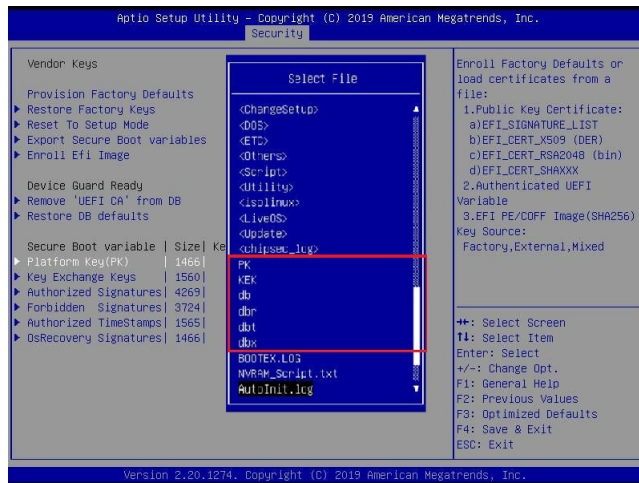 Aptio Setup Utility – Copyright (C) 2019 American Megatrends, Inc.
Security
Vendor Keys
Provision Factory Defaults
▶ Restore Factory Keys
▶ Reset To Setup Mode
▶ Export Secure Boot variables
▶ Enroll Efi Image
Device Guard Ready
▶ Remove 'UEFI CA' from DB
▶ Restore DB defaults
Secure Boot variable | Size| Ke
▶ Platform Key(PK) | 1466|
▶ Key Exchange Keys | 1560|
▶ Authorized Signatures| 4269|
▶ Forbidden Signatures| 3724|
▶ Authorized TimeStamps| 1565|
▶ OsRecovery Signatures| 1466|
Select File
<ChangeSetup>
<DOS>
<ETC>
<Others>
<Script>
<Utility>
<isolinux>
<LiveOS>
<Update>
<chipsec_log>
PK
KEK
db
dbr
dbt
dbx
BOOTEX.LOG
NVRAM_Script.txt
AutoInit.log
Enroll Factory Defaults or
load certificates from a
file:
1.Public Key Certificate:
a)EFI_SIGNATURE_LIST
b)EFI_CERT_X509 (DER)
c)EFI_CERT_RSA2048 (bin)
d)EFI_CERT_SHAXXX
2.Authenticated UEFI
Variable
3.EFI PE/COFF Image(SHA256)
Key Source:
Factory,External,Mixed
→←: Select Screen
↑↓: Select Item
Enter: Select
+/-: Change Opt.
F1: General Help
F2: Previous Values
F3: Optimized Defaults
F4: Save & Exit
ESC: Exit
Version 2.20.1274. Copyright (C) 2019 American Megatrends, Inc.